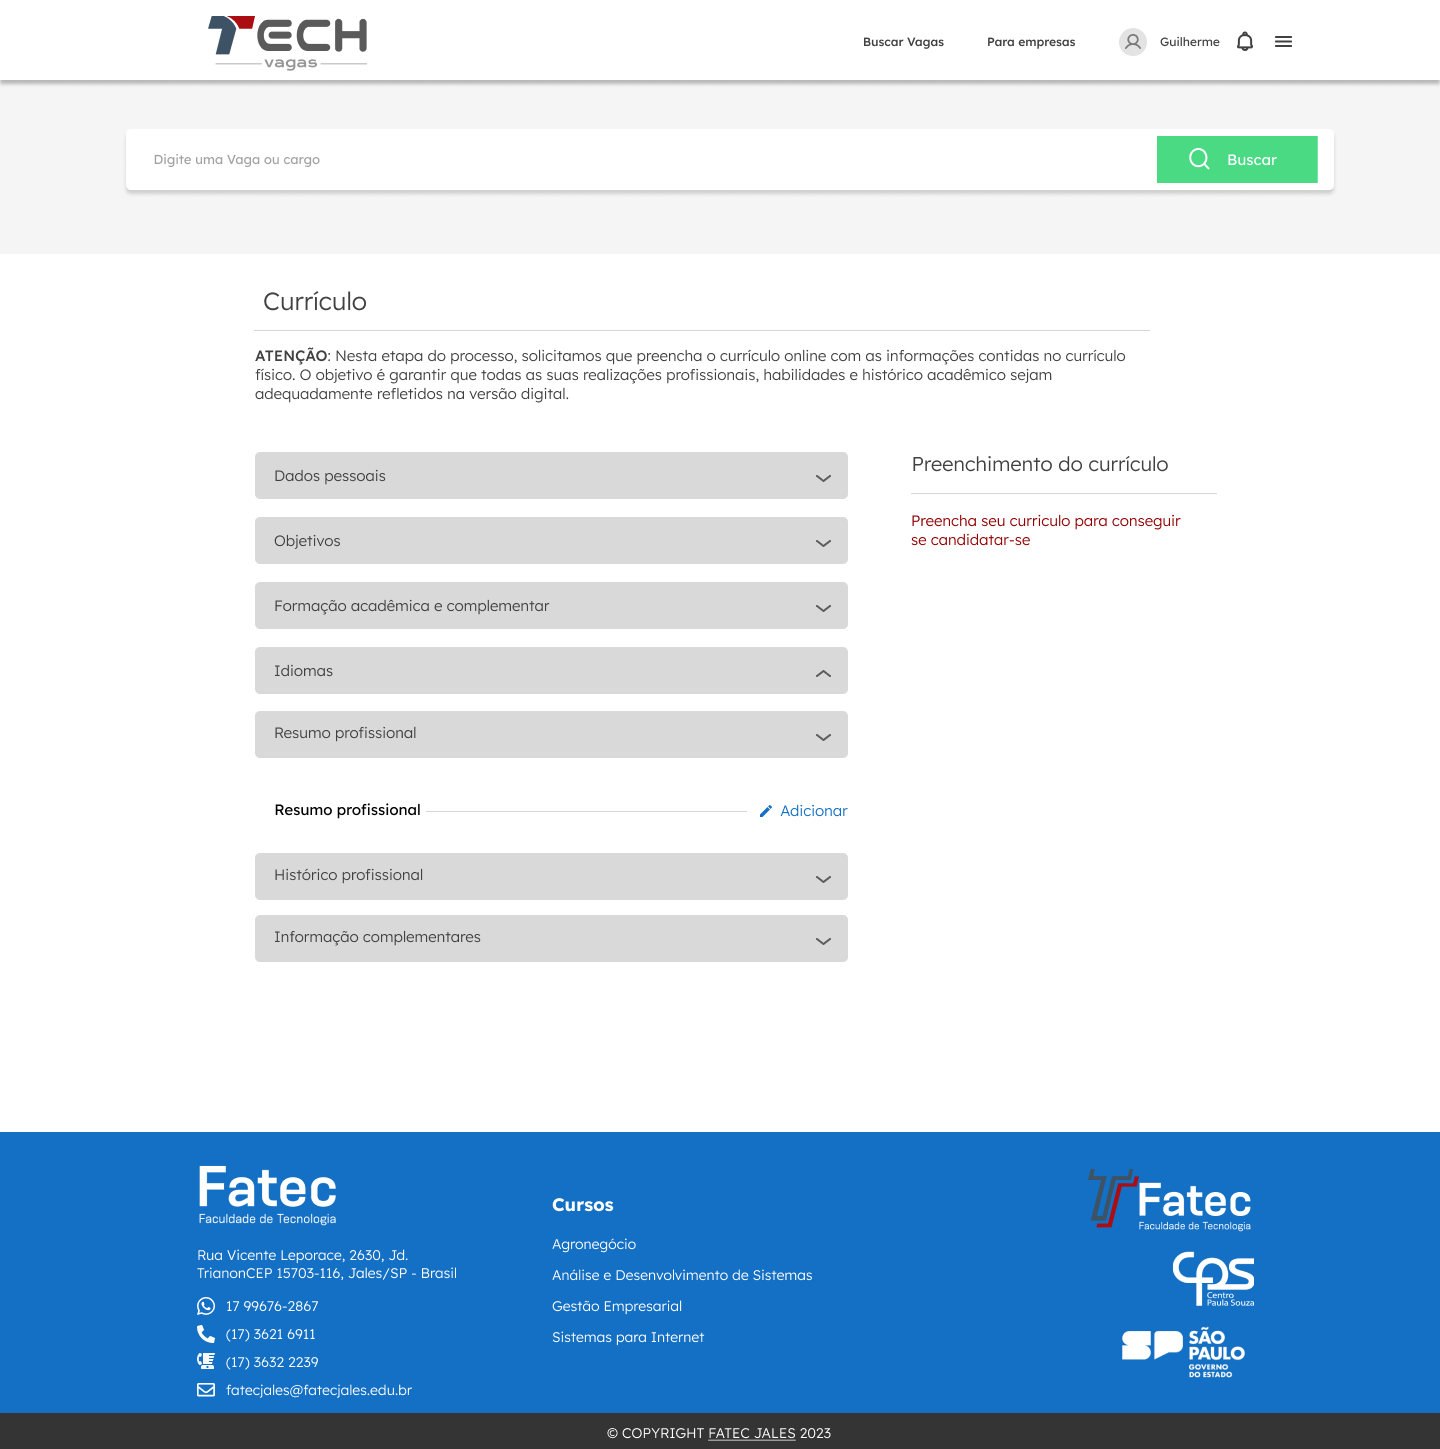 TECH
vagas
Buscar Vagas
Para empresas
Guilherme
Digite uma Vaga ou cargo
Buscar
Currículo
ATENÇÃO: Nesta etapa do processo, solicitamos que preencha o currículo online com as informações contidas no currículo
físico. O objetivo é garantir que todas as suas realizações profissionais, habilidades e histórico acadêmico sejam
adequadamente refletidos na versão digital.
Dados pessoais
Objetivos
Formação acadêmica e complementar
Idiomas
Resumo profissional
Resumo profissional
Adicionar
Histórico profissional
Informação complementares
Preenchimento do currículo
Preencha seu curriculo para conseguir
se candidatar-se
Fatec
Faculdade de Tecnologia
Rua Vicente Leporace, 2630, Jd.
TrianonCEP 15703-116, Jales/SP - Brasil
17 99676-2867
(17) 3621 6911
(17) 3632 2239
fatecjales@fatecjales.edu.br
Cursos
Agronegócio
Análise e Desenvolvimento de Sistemas
Gestão Empresarial
Sistemas para Internet
Fatec
Faculdade de Tecnologia
cps
Centro
Paula Souza
SP
SÃO
PAULO
GOVERNO
DO ESTADO
© COPYRIGHT FATEC JALES 2023